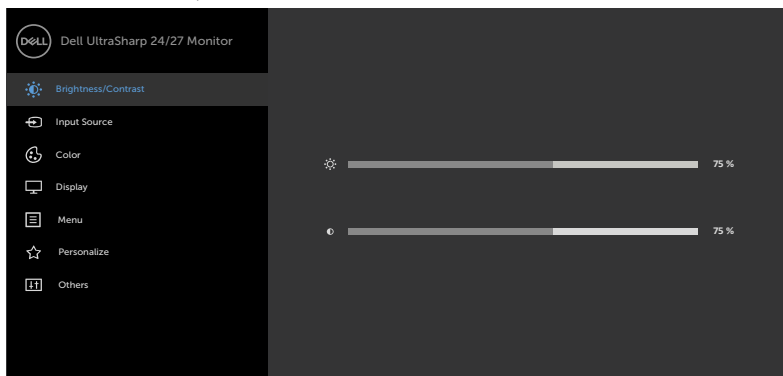 DELL
Dell UltraSharp 24/27 Monitor
Brightness/Contrast
Input Source
Color
75 %
Display
Menu
75 %
Personalize
Others